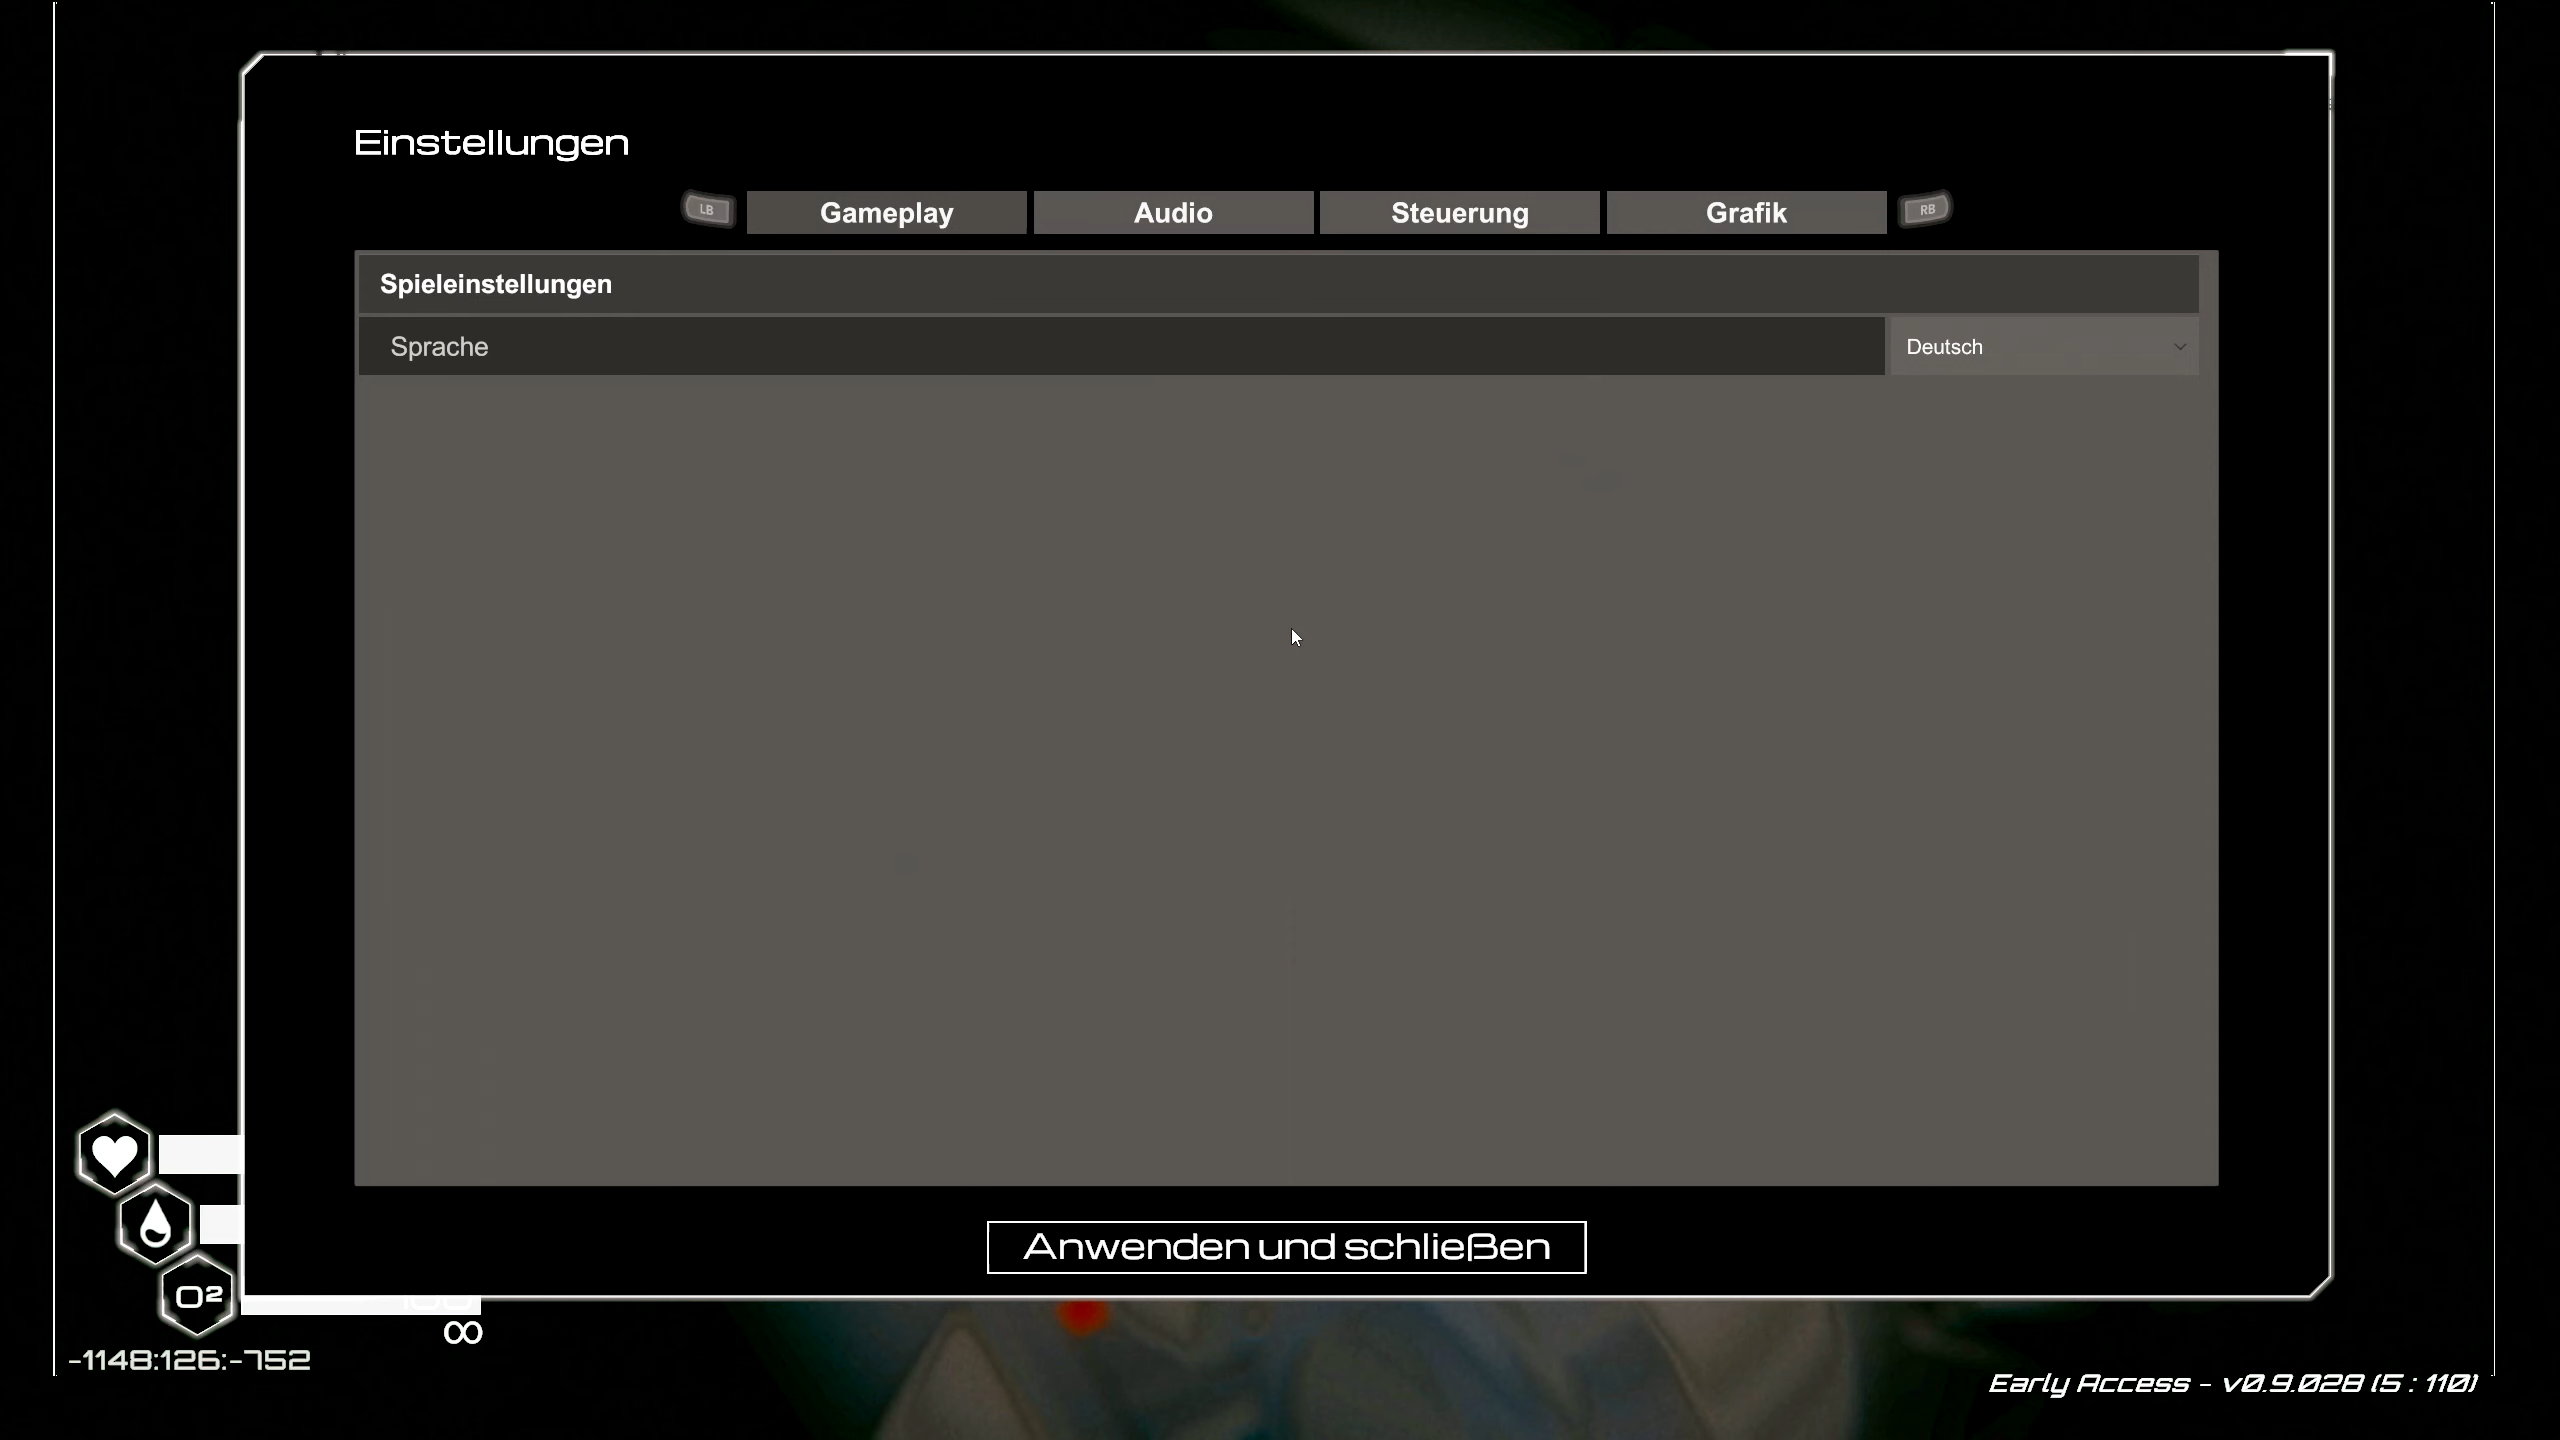 Einstellungen
LB Gameplay Audio Steuerung Grafik RB
Spieleinstellungen
Sprache Deutsch
Anwenden und schließen
O²
∞
-1148:126:-752
Early Access - v0.9.028 (5 : 110)